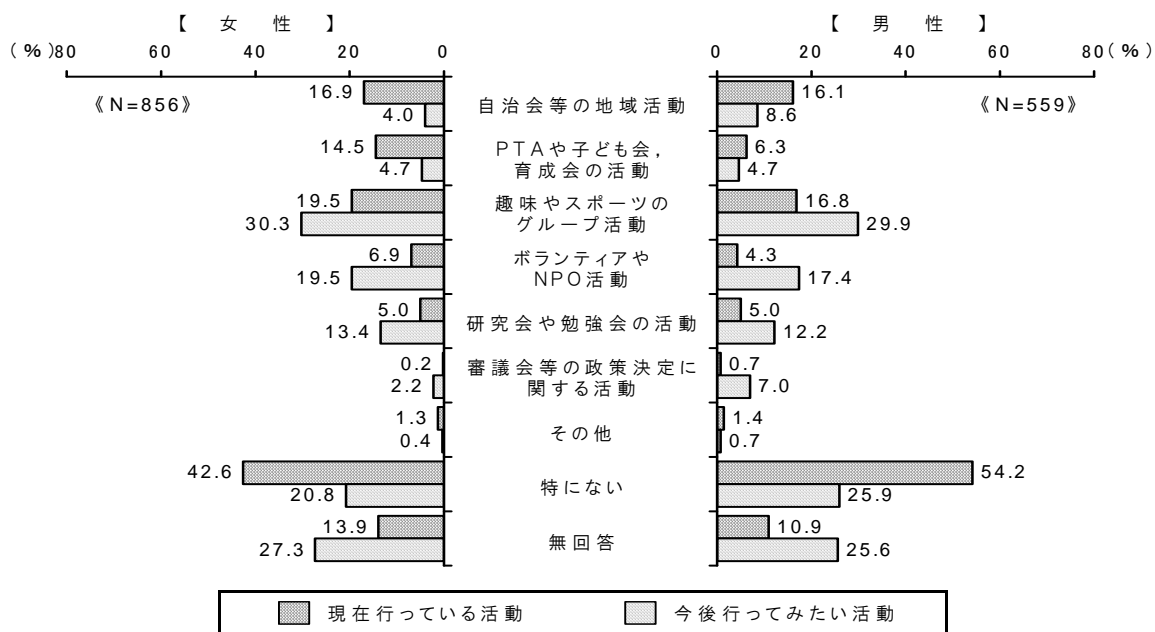 【 女 性 】 【 男 性 】
(%)80 60 40 20 0 0 20 40 60 80(%)
《N=856》 《N=559》
16.9 自治会等の地域活動 16.1
4.0 8.6
14.5 PTAや子ども会, 6.3
4.7 育成会の活動 4.7
19.5 趣味やスポーツの 16.8
30.3 グループ活動 29.9
6.9 ボランティアや 4.3
19.5 NPO活動 17.4
5.0 研究会や勉強会の活動 5.0
13.4 12.2
0.2 審議会等の政策決定に 0.7
2.2 関する活動 7.0
1.3 その他 1.4
0.4 0.7
42.6 特にない 54.2
20.8 25.9
13.9 無回答 10.9
27.3 25.6
現在行っている活動 今後行ってみたい活動